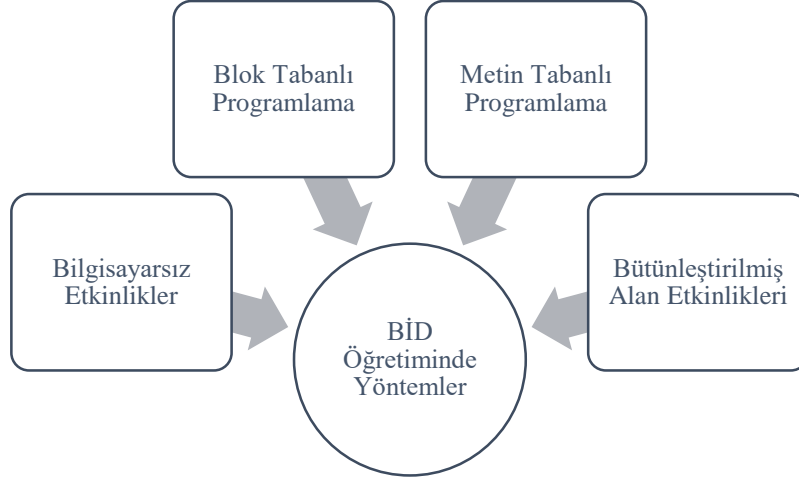 Blok Tabanlı
Programlama
Metin Tabanlı
Programlama
Bilgisayarsız
Etkinlikler
Bütünleştirilmiş
Alan Etkinlikleri
BİD
Öğretiminde
Yöntemler